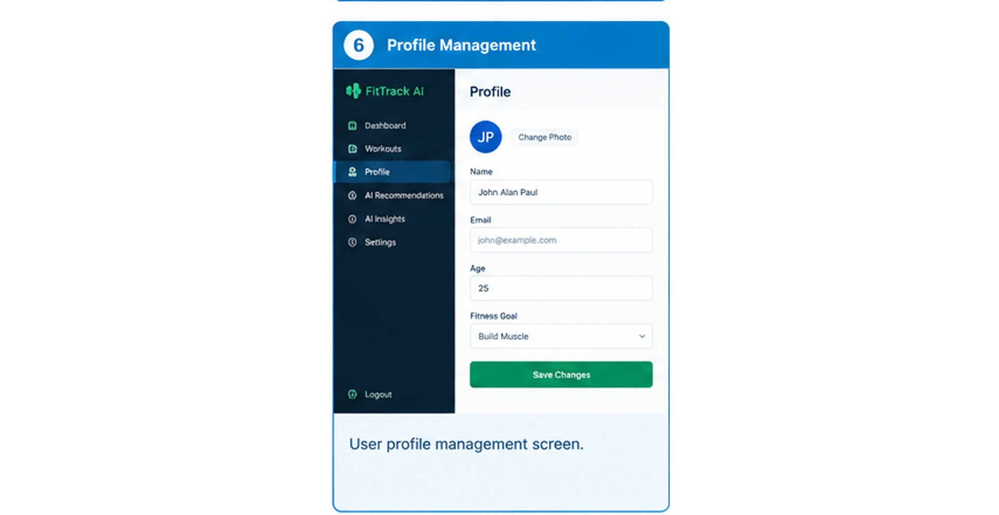 6 Profile Management
FitTrack AI
Dashboard
Workouts
Profile
AI Recommendations
AI Insights
Settings
Logout
Profile
JP
Change Photo
Name
John Alan Paul
Email
john@example.com
Age
2S
Fitness Goal
Build Muscle
Save Changes
User profile management screen.